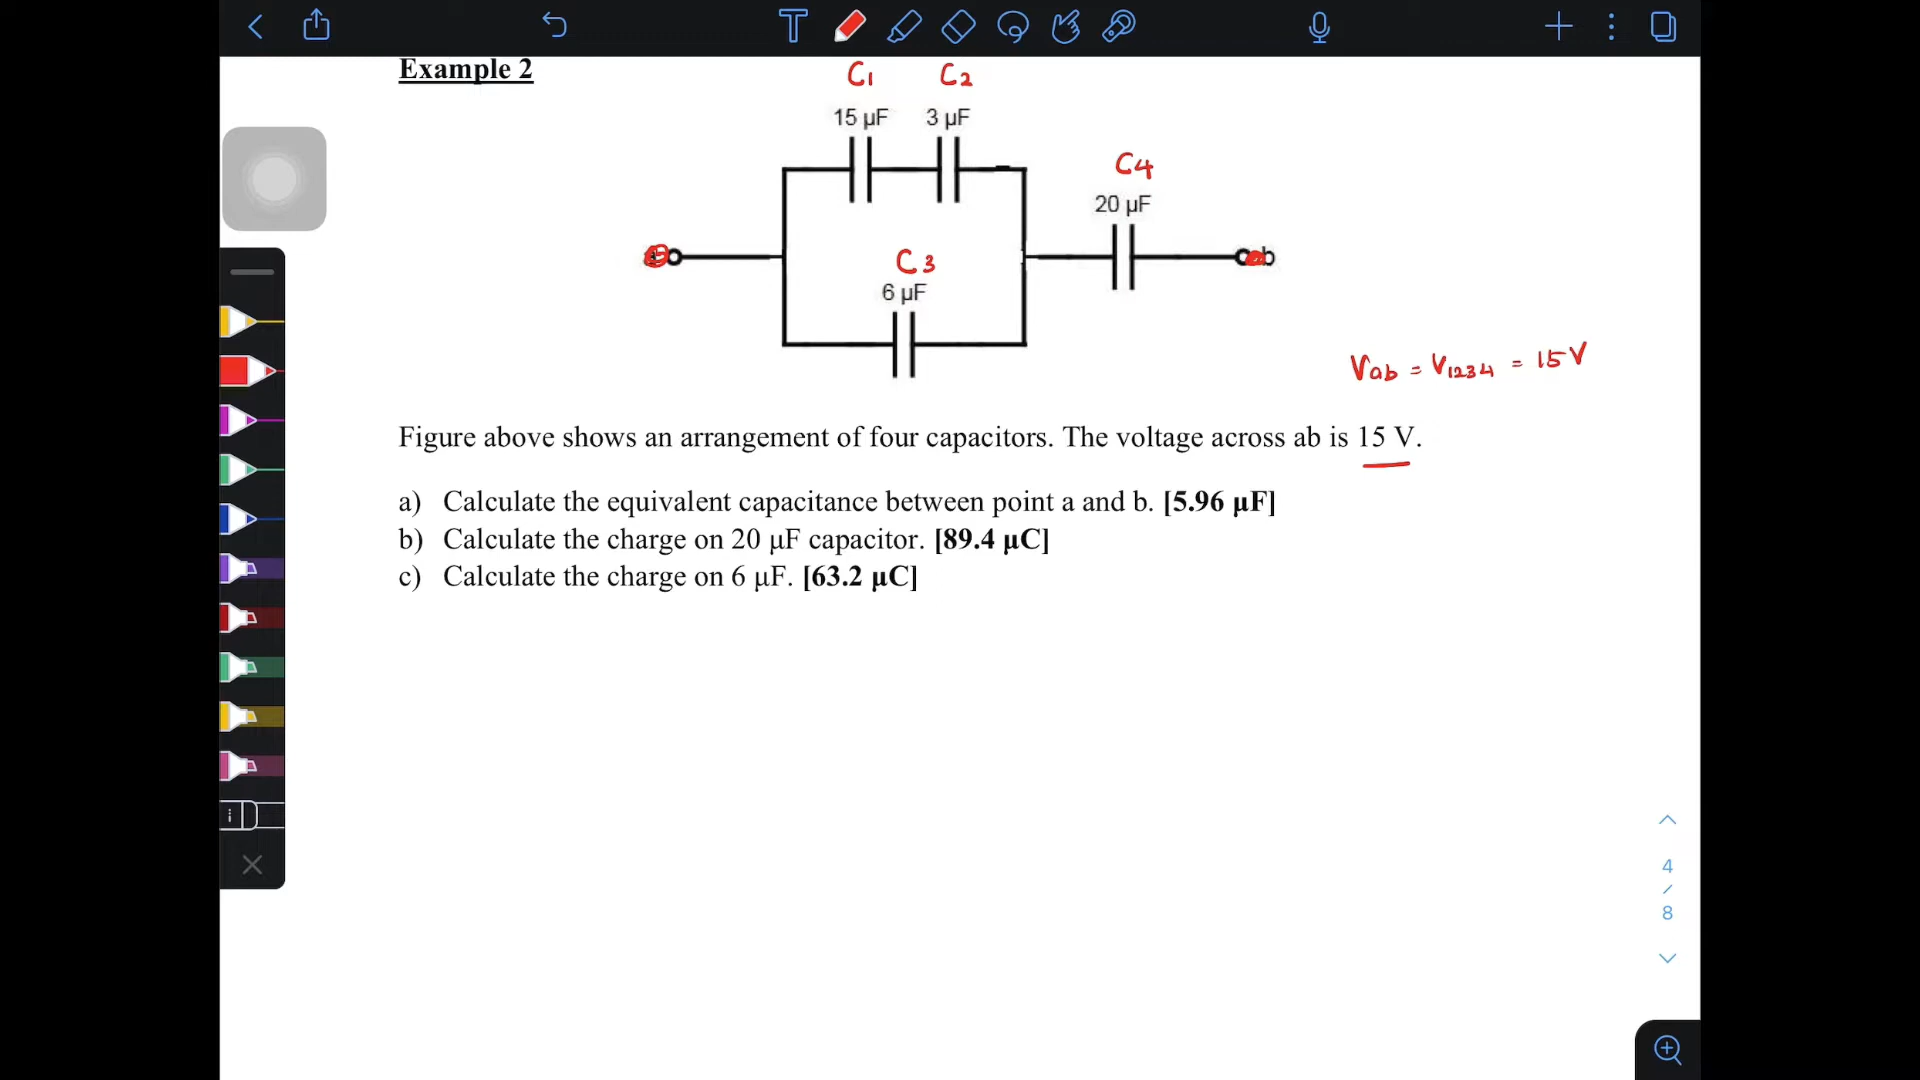 Example 2
C1 C2
15 µF 3 µF
C4
20 µF
b
C3
6 µF
Vab = V1234 = 15V
Figure above shows an arrangement of four capacitors. The voltage across ab is 15 V.
a) Calculate the equivalent capacitance between point a and b. [5.96 µF]
b) Calculate the charge on 20 µF capacitor. [89.4 µC]
c) Calculate the charge on 6 µF. [63.2 µC]
4
/
8